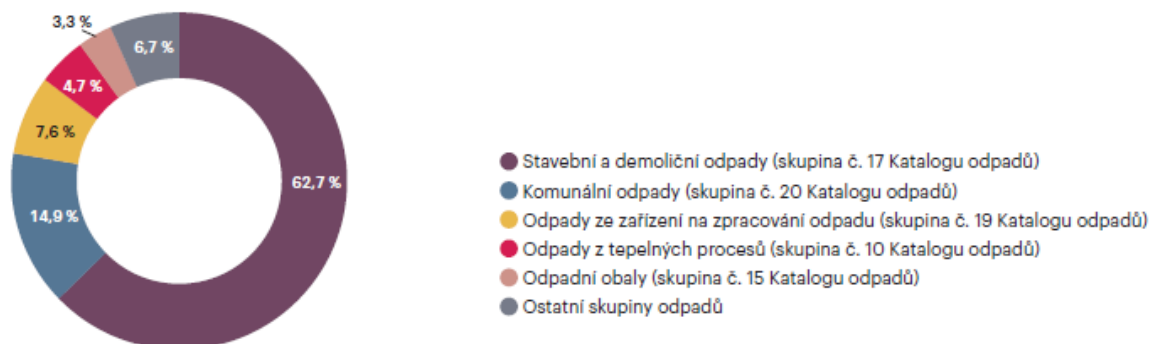 3,3 %
6,7 %
4,7 %
7,6 %
62,7 %
14,9 %
Stavební a demoliční odpady (skupina č. 17 Katalogu odpadů)
Komunální odpady (skupina č. 20 Katalogu odpadů)
Odpady ze zařízení na zpracování odpadu (skupina č. 19 Katalogu odpadů)
Odpady z tepelných procesů (skupina č. 10 Katalogu odpadů)
Odpadní obaly (skupina č. 15 Katalogu odpadů)
Ostatní skupiny odpadů